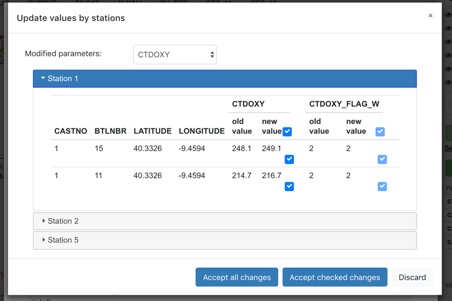 Update values by stations
×
Modified parameters: CTDOXY
Station 1
CTDOXY CTDOXY_FLAG_W
CASTNO BTLNBR LATITUDE LONGITUDE old value new value old value new value
1 15 40.3326 -9.4594 248.1 249.1 2 2
1 11 40.3326 -9.4594 214.7 216.7 2 2
Station 2
Station 5
Accept all changes Accept checked changes Discard